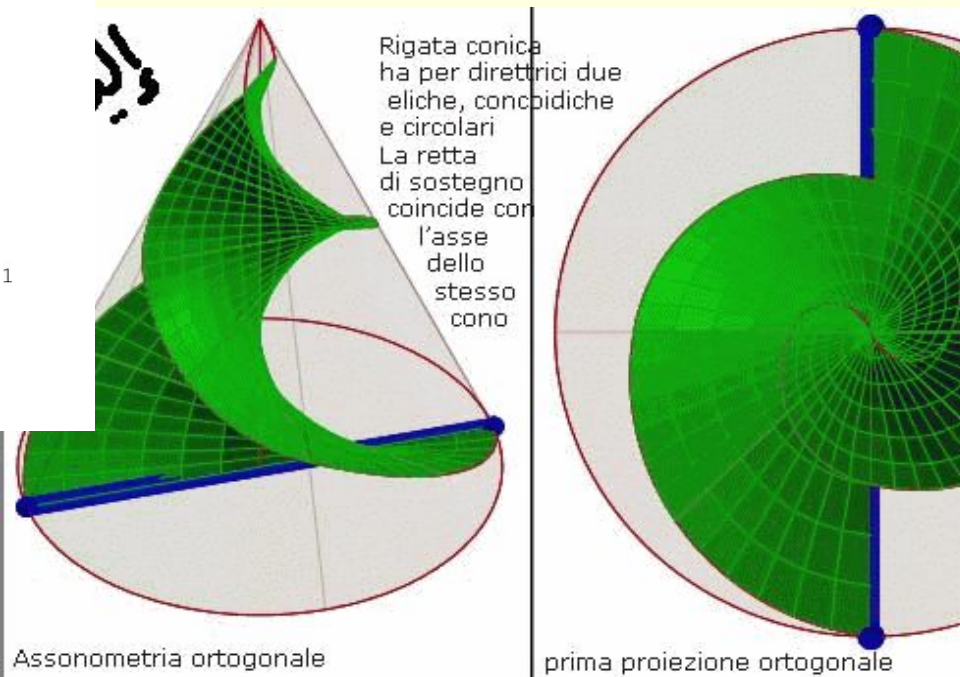 Rigata conica
ha per direttrici due
eliche, concoidiche
e circolari
La retta
di sostegno
coincide con
l'asse
dello
stesso
cono
1
Assonometria ortogonale
prima proiezione ortogonale